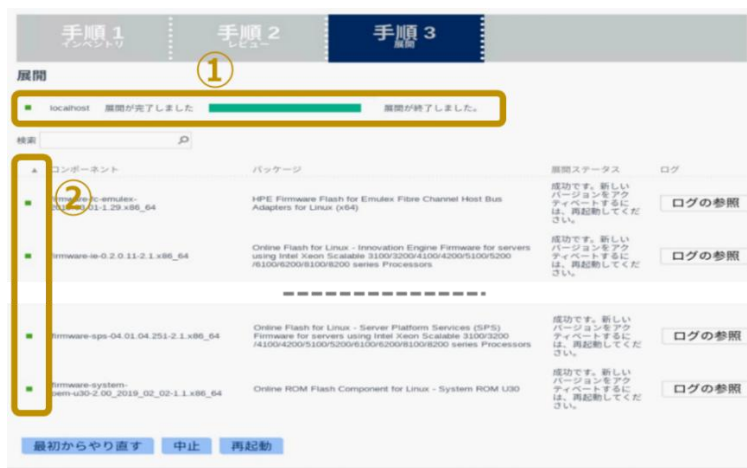 手順 1
インベントリ
手順 2
レビュー
手順 3
展開
①
展開
localhost 展開が完了しました 展開が終了しました。
検索
② コンポーネント パッケージ 展開ステータス ログ
HPE Firmware Flash for Emulex Fibre Channel Host Bus
Adapters for Linux (x64)
成功です。新しい
バージョンをアク
ティベートするに
は、再起動してくだ
さい。
ログの参照
firmware-ie-0.2.0.11-2.1.x86_64
Online Flash for Linux - Innovation Engine Firmware for servers
using Intel Xeon Scalable 3100/3200/4100/4200/5100/5200
/6100/6200/8100/8200 series Processors
成功です。新しい
バージョンをアク
ティベートするに
は、再起動してくだ
さい。
ログの参照
firmware-sps-04.01.04.251-2.1.x86_64
Online Flash for Linux - Server Platform Services (SPS)
Firmware for servers using Intel Xeon Scalable 3100/3200
/4100/4200/5100/5200/6100/6200/8100/8200 series Processors
成功です。新しい
バージョンをアク
ティベートするに
は、再起動してくだ
さい。
ログの参照
firmware-system-
oem-u30-2.00_2019_02_02-1.1.x86_64
Online ROM Flash Component for Linux - System ROM U30
成功です。新しい
バージョンをアク
ティベートするに
は、再起動してくだ
さい。
ログの参照
最初からやり直す 中止 再起動